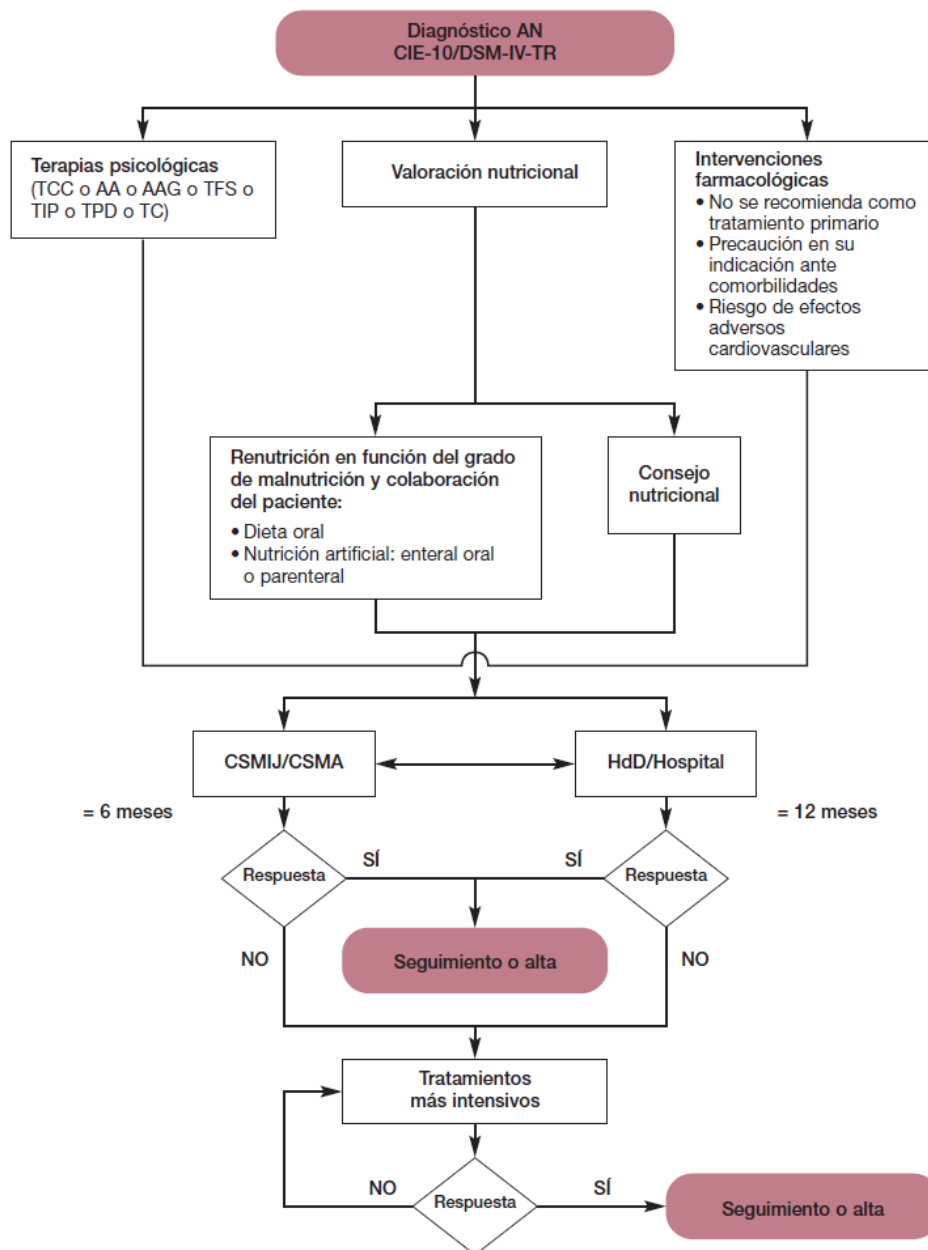 Diagnóstico AN
CIE-10/DSM-IV-TR
Terapias psicológicas
(TCC o AA o AAG o TFS o
TIP o TPD o TC)
Valoración nutricional
Intervenciones
farmacológicas
• No se recomienda como
tratamiento primario
• Precaución en su
indicación ante
comorbilidades
• Riesgo de efectos
adversos
cardiovasculares
Renutrición en función del grado
de malnutrición y colaboración
del paciente:
• Dieta oral
• Nutrición artificial: enteral oral
o parenteral
Consejo
nutricional
CSMIJ/CSMA
HdD/Hospital
= 6 meses
= 12 meses
Respuesta
SÍ
SÍ
Respuesta
NO
Seguimiento o alta
NO
Tratamientos
más intensivos
NO
Respuesta
SÍ
Seguimiento o alta